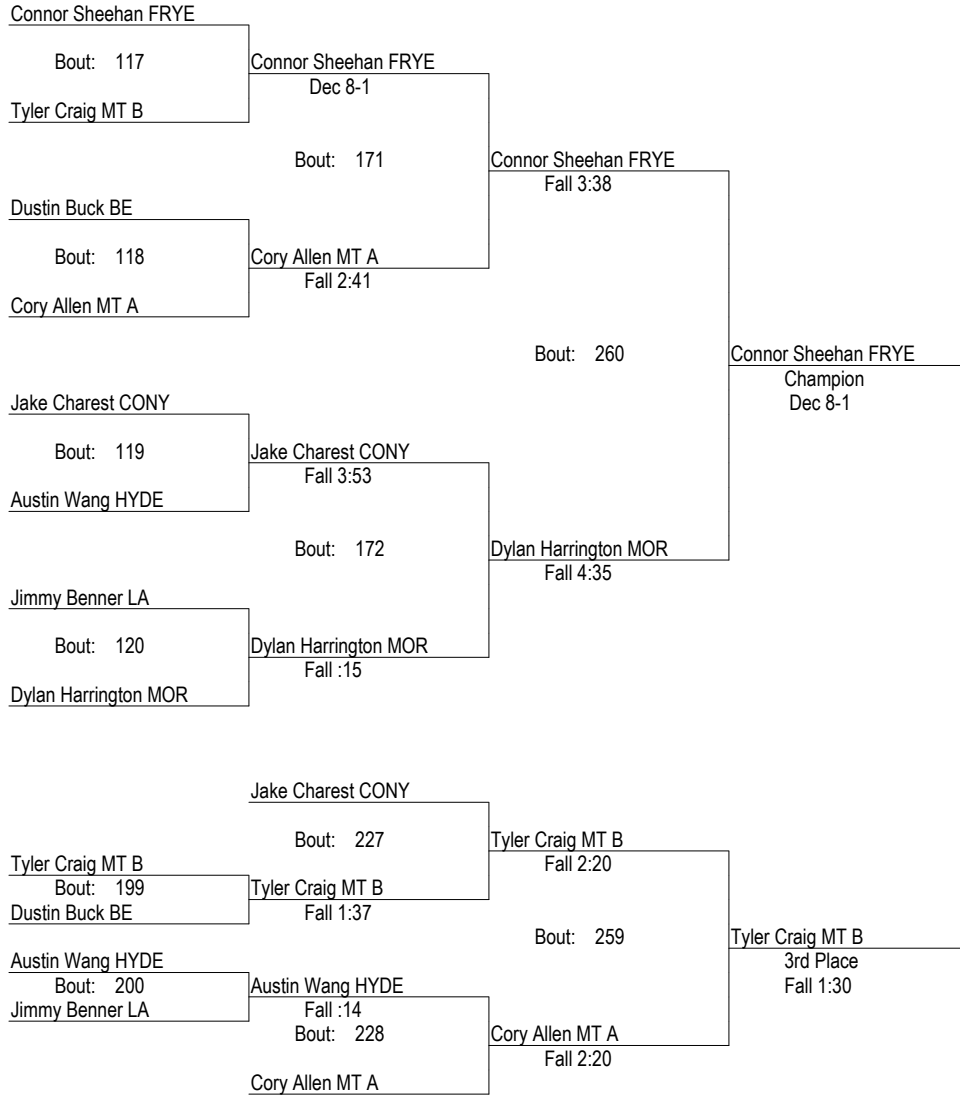 Connor Sheehan FRYE
Bout: 117
Connor Sheehan FRYE
Dec 8-1
Tyler Craig MT B
Bout: 171
Connor Sheehan FRYE
Fall 3:38
Dustin Buck BE
Bout: 118
Cory Allen MT A
Fall 2:41
Cory Allen MT A
Bout: 260
Connor Sheehan FRYE
Champion
Dec 8-1
Jake Charest CONY
Bout: 119
Jake Charest CONY
Fall 3:53
Austin Wang HYDE
Bout: 172
Dylan Harrington MOR
Fall 4:35
Jimmy Benner LA
Bout: 120
Dylan Harrington MOR
Fall :15
Dylan Harrington MOR
Jake Charest CONY
Bout: 227
Tyler Craig MT B
Fall 2:20
Tyler Craig MT B
Bout: 199
Tyler Craig MT B
Fall 1:37
Dustin Buck BE
Bout: 259
Tyler Craig MT B
3rd Place
Fall 1:30
Austin Wang HYDE
Bout: 200
Austin Wang HYDE
Fall :14
Jimmy Benner LA
Bout: 228
Cory Allen MT A
Fall 2:20
Cory Allen MT A